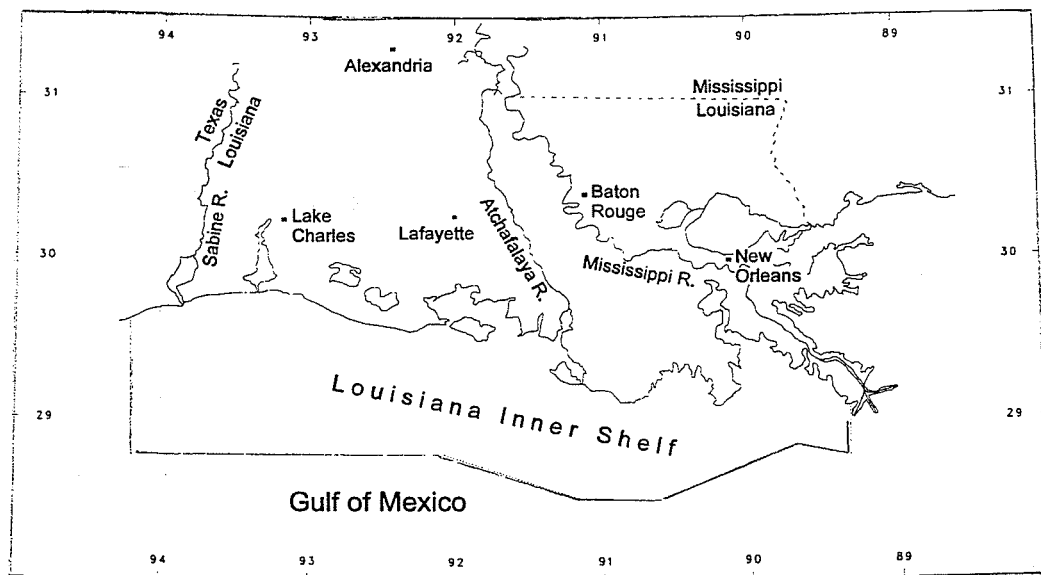 94 93 92 91 90 89
Alexandria
31
Texas
Louisiana
Mississippi
Louisiana
31
Baton
Rouge
Sabine R.
Lake
Charles
Lafayette
Atchafalaya R.
30
Mississippi R.
New
Orleans
30
29
Louisiana Inner Shelf
29
Gulf of Mexico
94 93 92 91 90 89